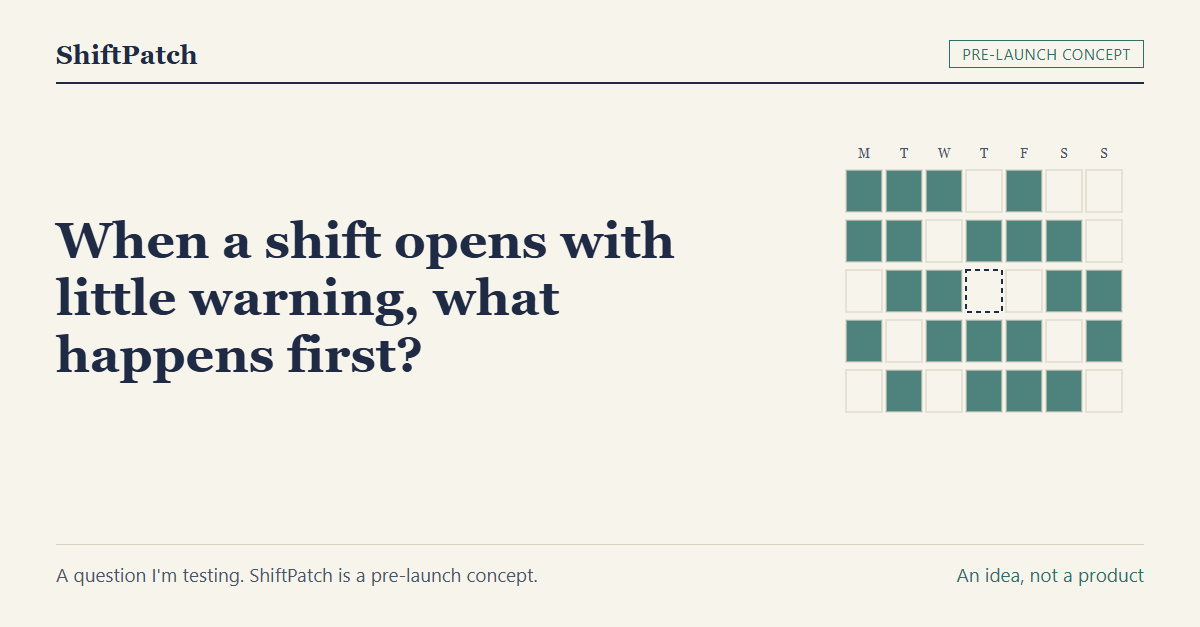 ShiftPatch
PRE-LAUNCH CONCEPT
M T W T F S S
When a shift opens with
little warning, what
happens first?
A question I'm testing. ShiftPatch is a pre-launch concept.
An idea, not a product